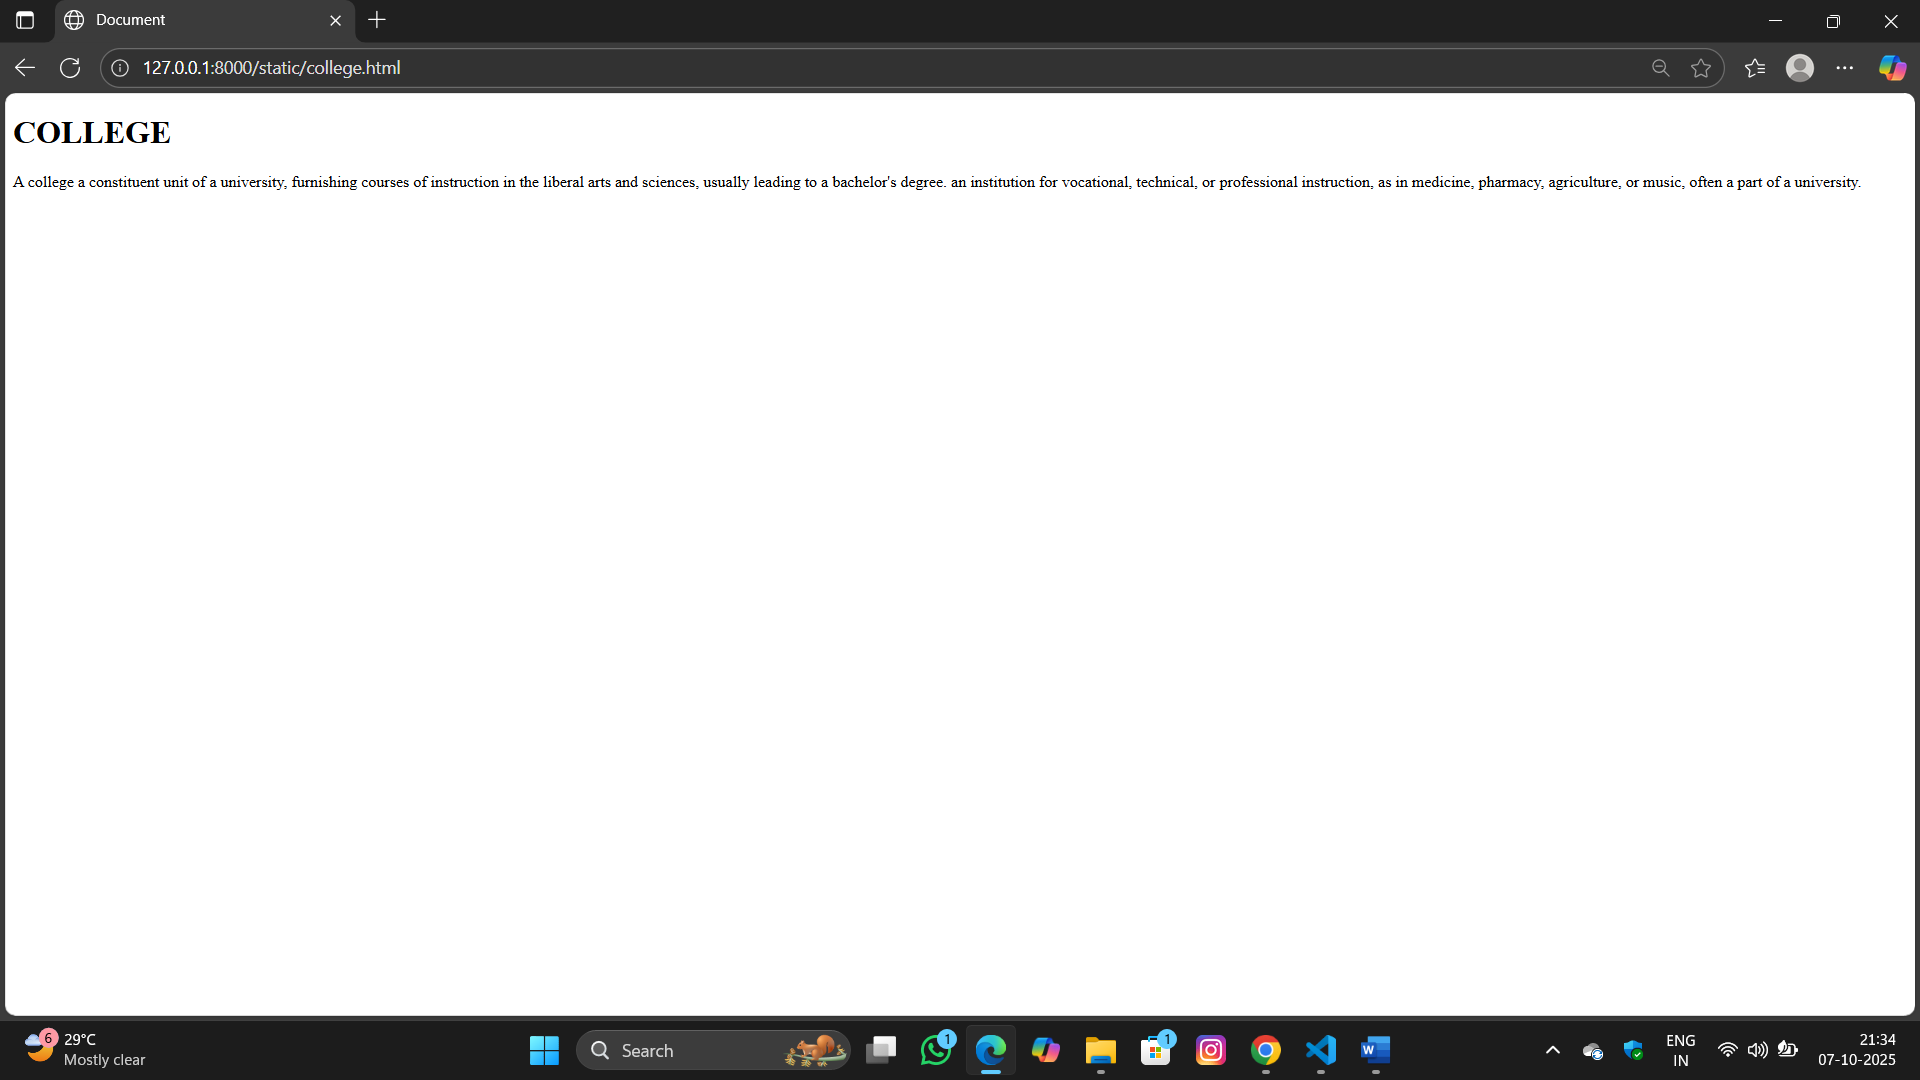 Document
127.0.0.1:8000/static/college.html
COLLEGE
A college a constituent unit of a university, furnishing courses of instruction in the liberal arts and sciences, usually leading to a bachelor's degree. an institution for vocational, technical, or professional instruction, as in medicine, pharmacy, agriculture, or music, often a part of a university.
6
29°C
Mostly clear
Search
1
1
W
ENG
IN
21:34
07-10-2025